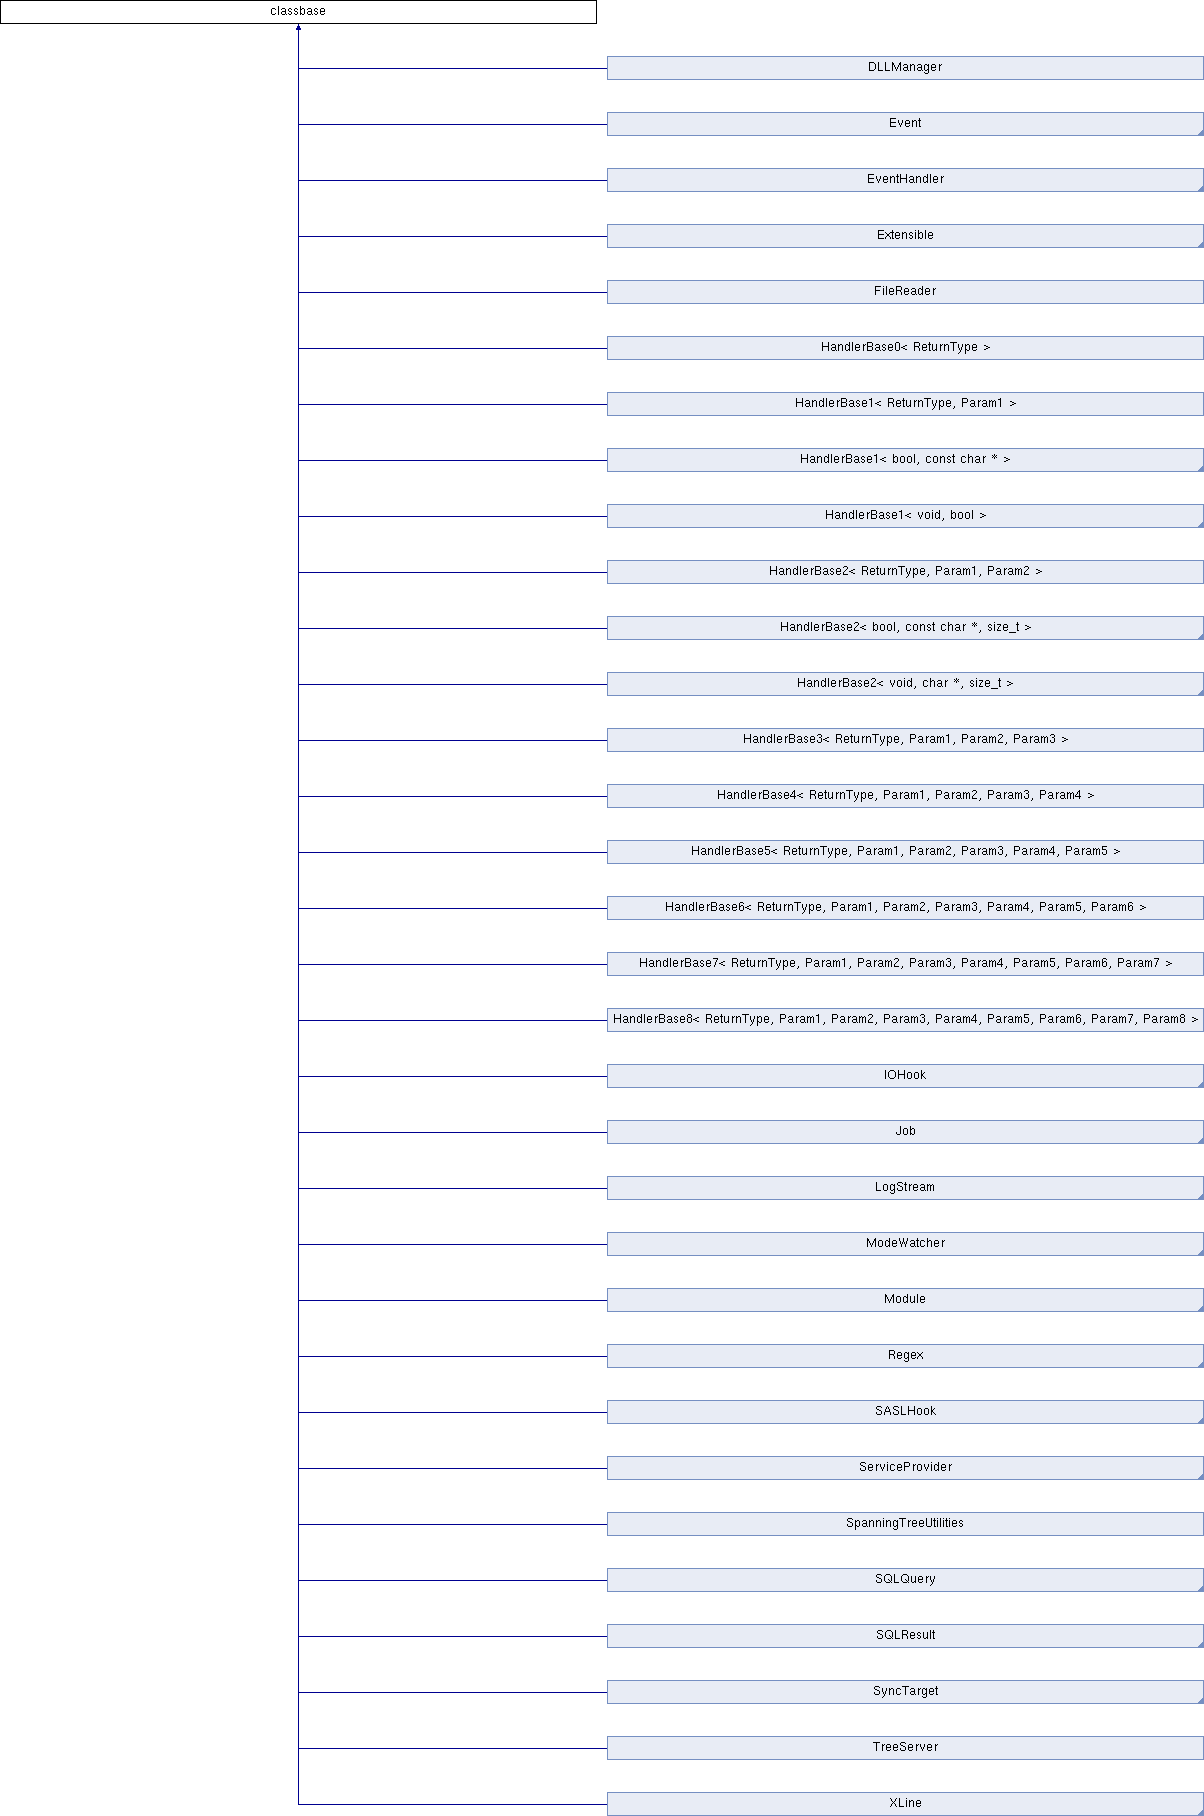 classbase
DLLManager
Event
EventHandler
Extensible
FileReader
HandlerBase0< ReturnType >
HandlerBase1< ReturnType, Param1 >
HandlerBase1< bool, const char * >
HandlerBase1< void, bool >
HandlerBase2< ReturnType, Param1, Param2 >
HandlerBase2< bool, const char *, size_t >
HandlerBase2< void, char *, size_t >
HandlerBase3< ReturnType, Param1, Param2, Param3 >
HandlerBase4< ReturnType, Param1, Param2, Param3, Param4 >
HandlerBase5< ReturnType, Param1, Param2, Param3, Param4, Param5 >
HandlerBase6< ReturnType, Param1, Param2, Param3, Param4, Param5, Param6 >
HandlerBase7< ReturnType, Param1, Param2, Param3, Param4, Param5, Param6, Param7 >
HandlerBase8< ReturnType, Param1, Param2, Param3, Param4, Param5, Param6, Param7, Param8 >
IOHook
Job
LogStream
ModeWatcher
Module
Regex
SASLHook
ServiceProvider
SpanningTreeUtilities
SQLQuery
SQLResult
SyncTarget
TreeServer
XLine